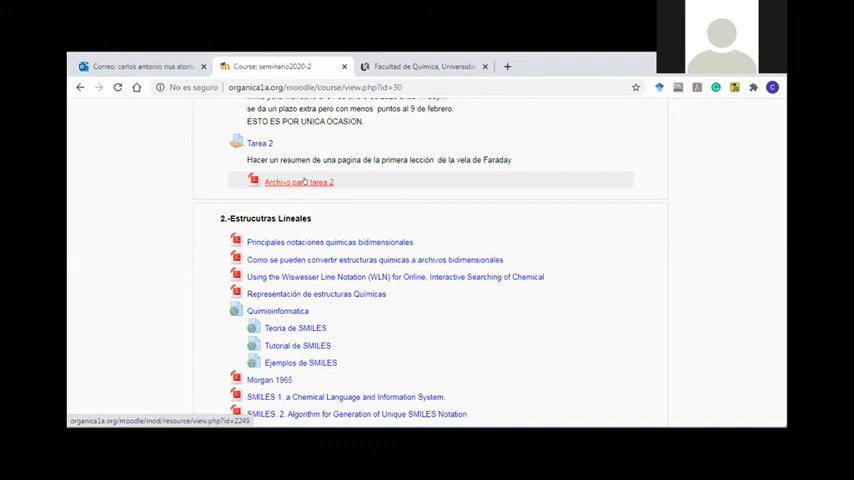 Correo: carlos antonio rius alons
Course: seminario2020-2
Facultad de Química, Universidad
No es seguro
organica1a.org/moodle/course/view.php?id=30
se da un plazo extra pero con menos puntos al 9 de febrero.
ESTO ES POR UNICA OCASION.
Tarea 2
Hacer un resumen de una pagina de la primera lección de la vela de Faraday
Archivo para tarea 2
2.-Estrucutras Lineales
Principales notaciones quimicas bidimensionales
Como se pueden convertir estructuras quimicas a archivos bidimensionales
Using the Wiswesser Line Notation (WLN) for Online, Interactive Searching of Chemical
Representación de estructuras Químicas
Quimioinformatica
Teoria de SMILES
Tutorial de SMILES
Ejemplos de SMILES
Morgan 1965
SMILES 1, a Chemical Language and Information System.
SMILES. 2. Algorithm for Generation of Unique SMILES Notation
organica1a.org/moodle/mod/resource/view.php?id=2249